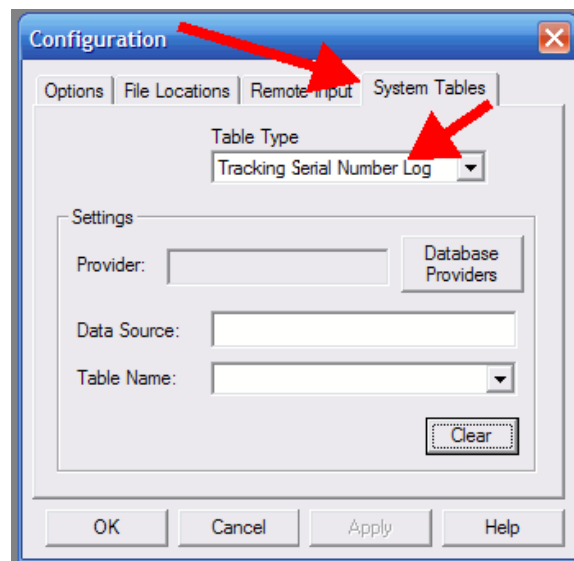 Configuration
Options File Locations Remote Input System Tables
Table Type
Tracking Serial Number Log
Settings
Provider:
Database
Providers
Data Source:
Table Name:
Clear
OK Cancel Apply Help